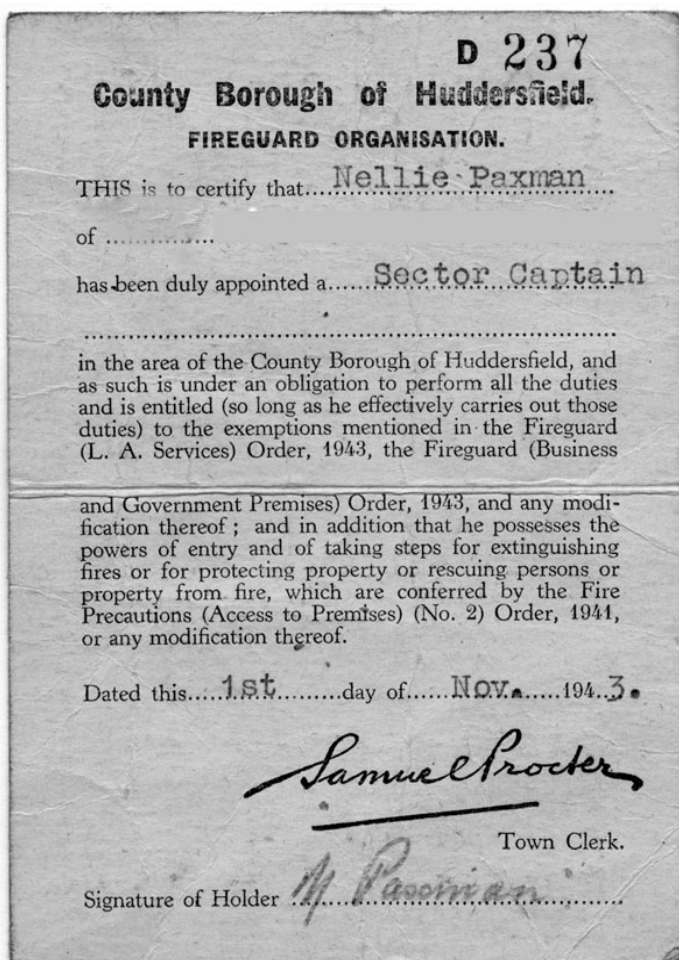 D 237
County Borough of Huddersfield.
FIREGUARD ORGANISATION.
THIS is to certify that....Nellie Paxman....
of ................
has been duly appointed a......Sector Captain
................................................................................
in the area of the County Borough of Huddersfield, and
as such is under an obligation to perform all the duties
and is entitled (so long as he effectively carries out those
duties) to the exemptions mentioned in the Fireguard
(L. A. Services) Order, 1943, the Fireguard (Business
and Government Premises) Order, 1943, and any modi-
fication thereof ; and in addition that he possesses the
powers of entry and of taking steps for extinguishing
fires or for protecting property or rescuing persons or
property from fire, which are conferred by the Fire
Precautions (Access to Premises) (No. 2) Order, 1941,
or any modification thereof.
Dated this.....1st..........day of......Nov......194..3.
Samuel Procter
Town Clerk.
Signature of Holder N Paxman